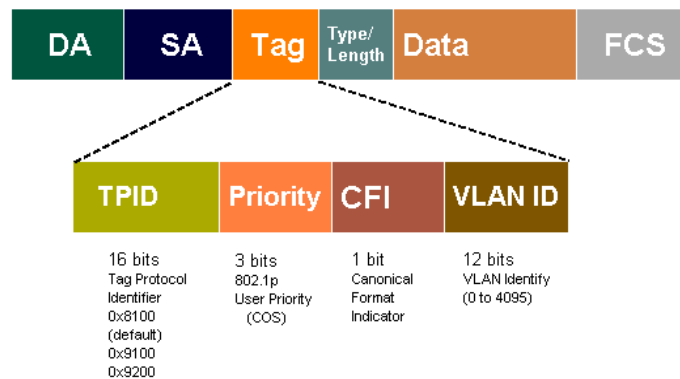 DA SA Tag Type/ Length Data FCS
TPID Priority CFI VLAN ID
16 bits
Tag Protocol
Identifier
0x8100
(default)
0x9100
0x9200
3 bits
802.1p
User Priority
(COS)
1 bit
Canonical
Format
Indicator
12 bits
VLAN Identify
(0 to 4095)